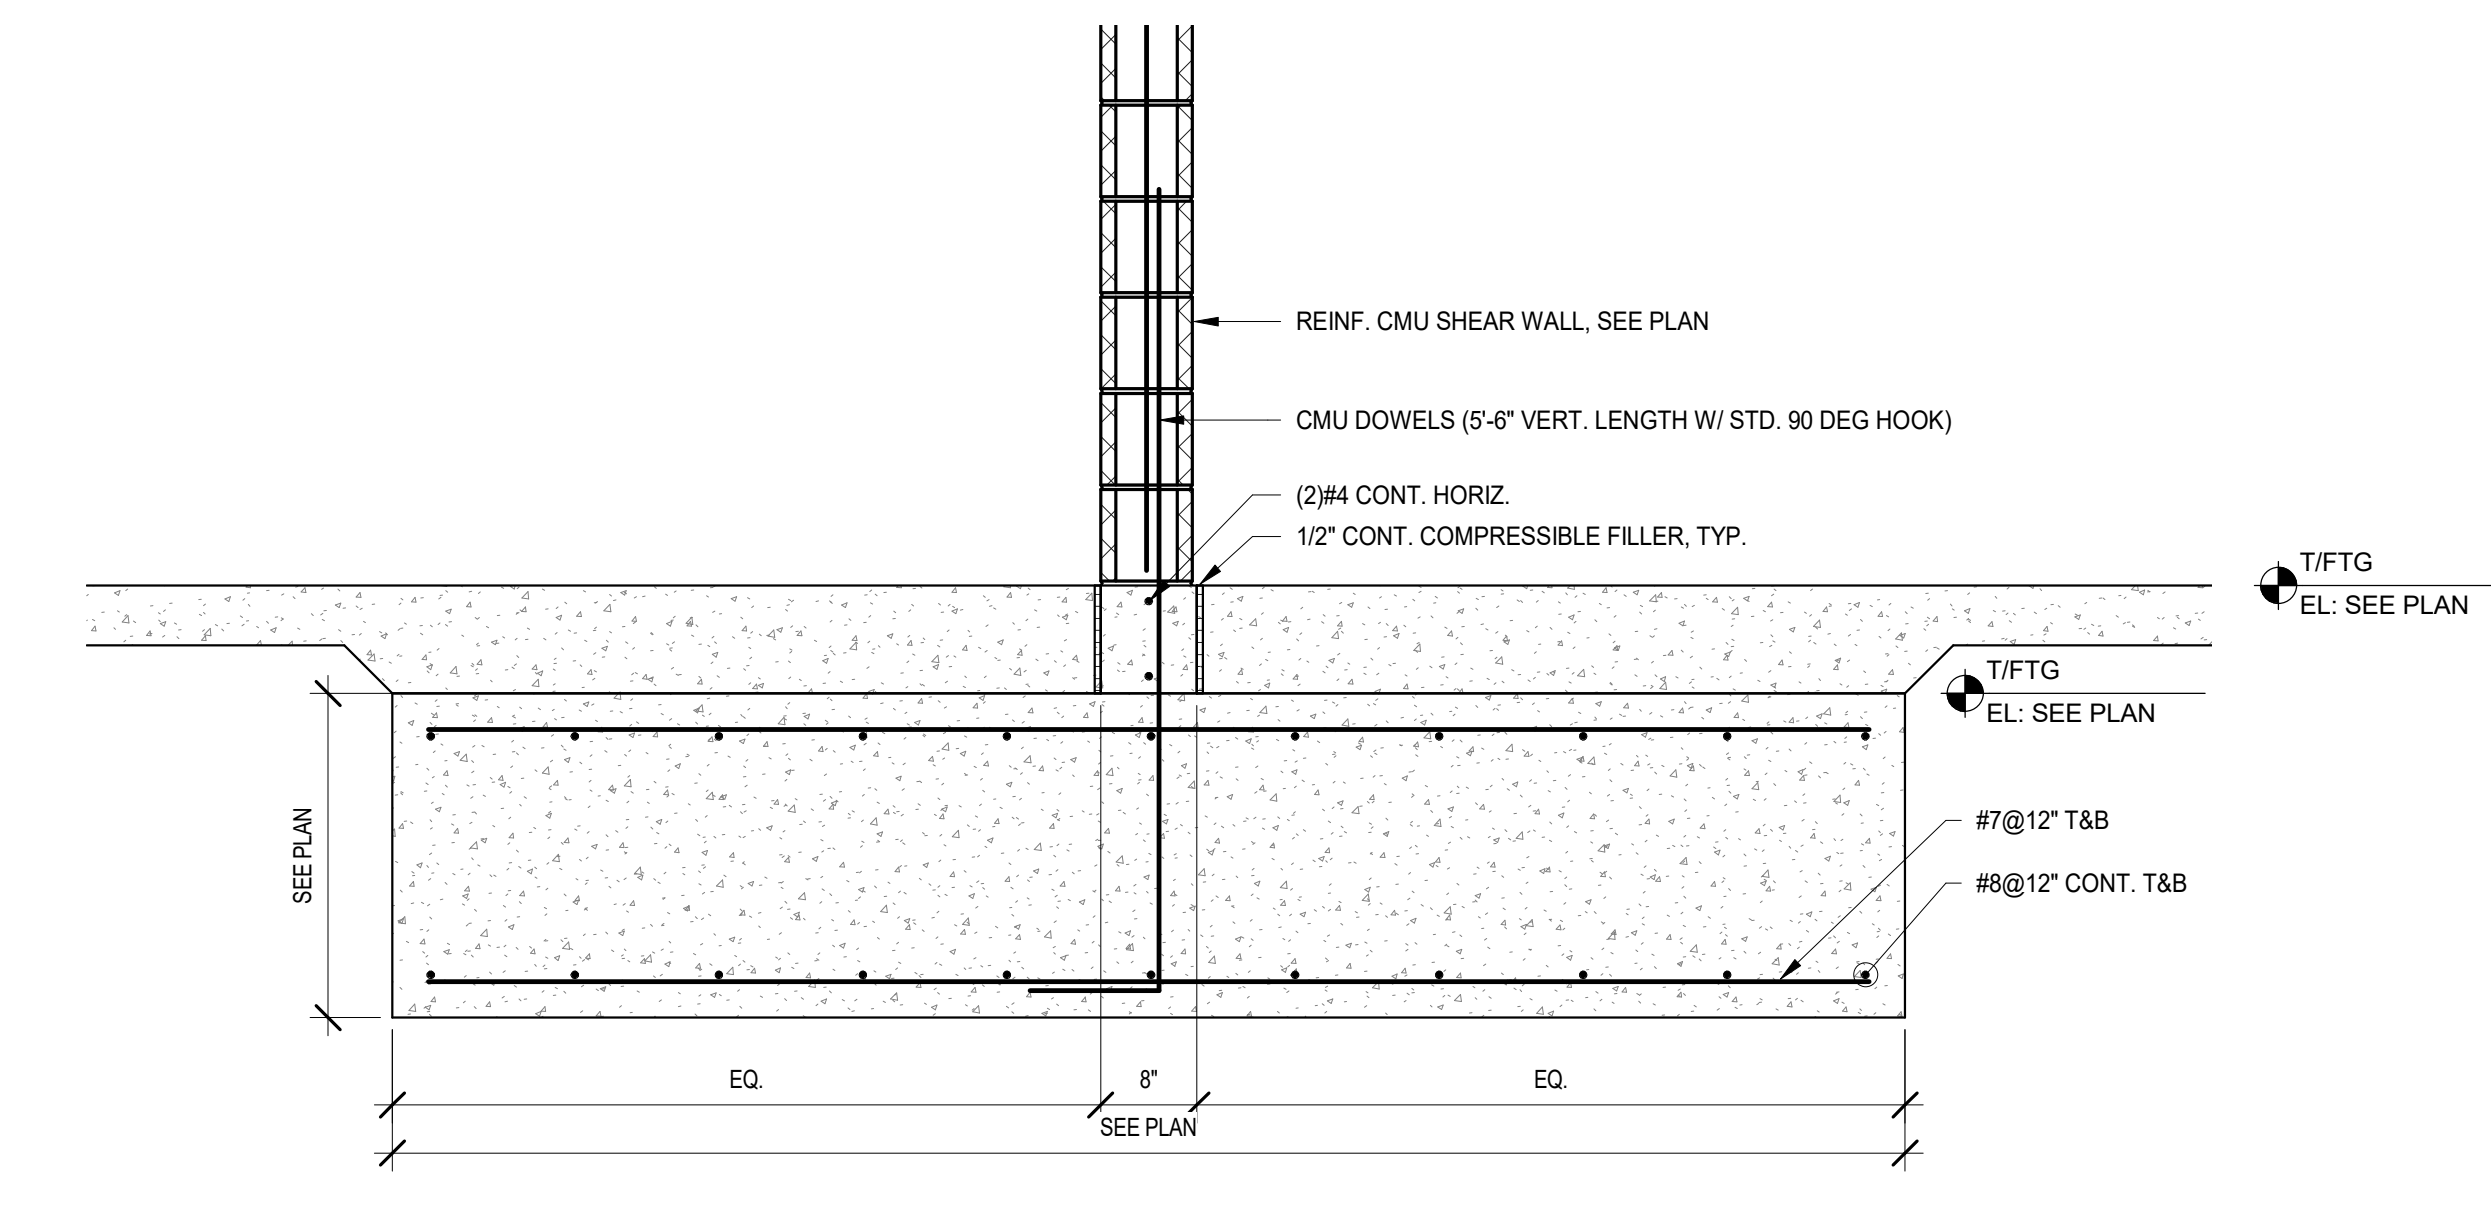 REINF. CMU SHEAR WALL, SEE PLAN
CMU DOWELS (5'-6" VERT. LENGTH W/ STD. 90 DEG HOOK)
(2)#4 CONT. HORIZ.
1/2" CONT. COMPRESSIBLE FILLER, TYP.
T/FTG
EL: SEE PLAN
T/FTG
EL: SEE PLAN
SEE PLAN
#7@12" T&B
#8@12" CONT. T&B
EQ.
8"
EQ.
SEE PLAN